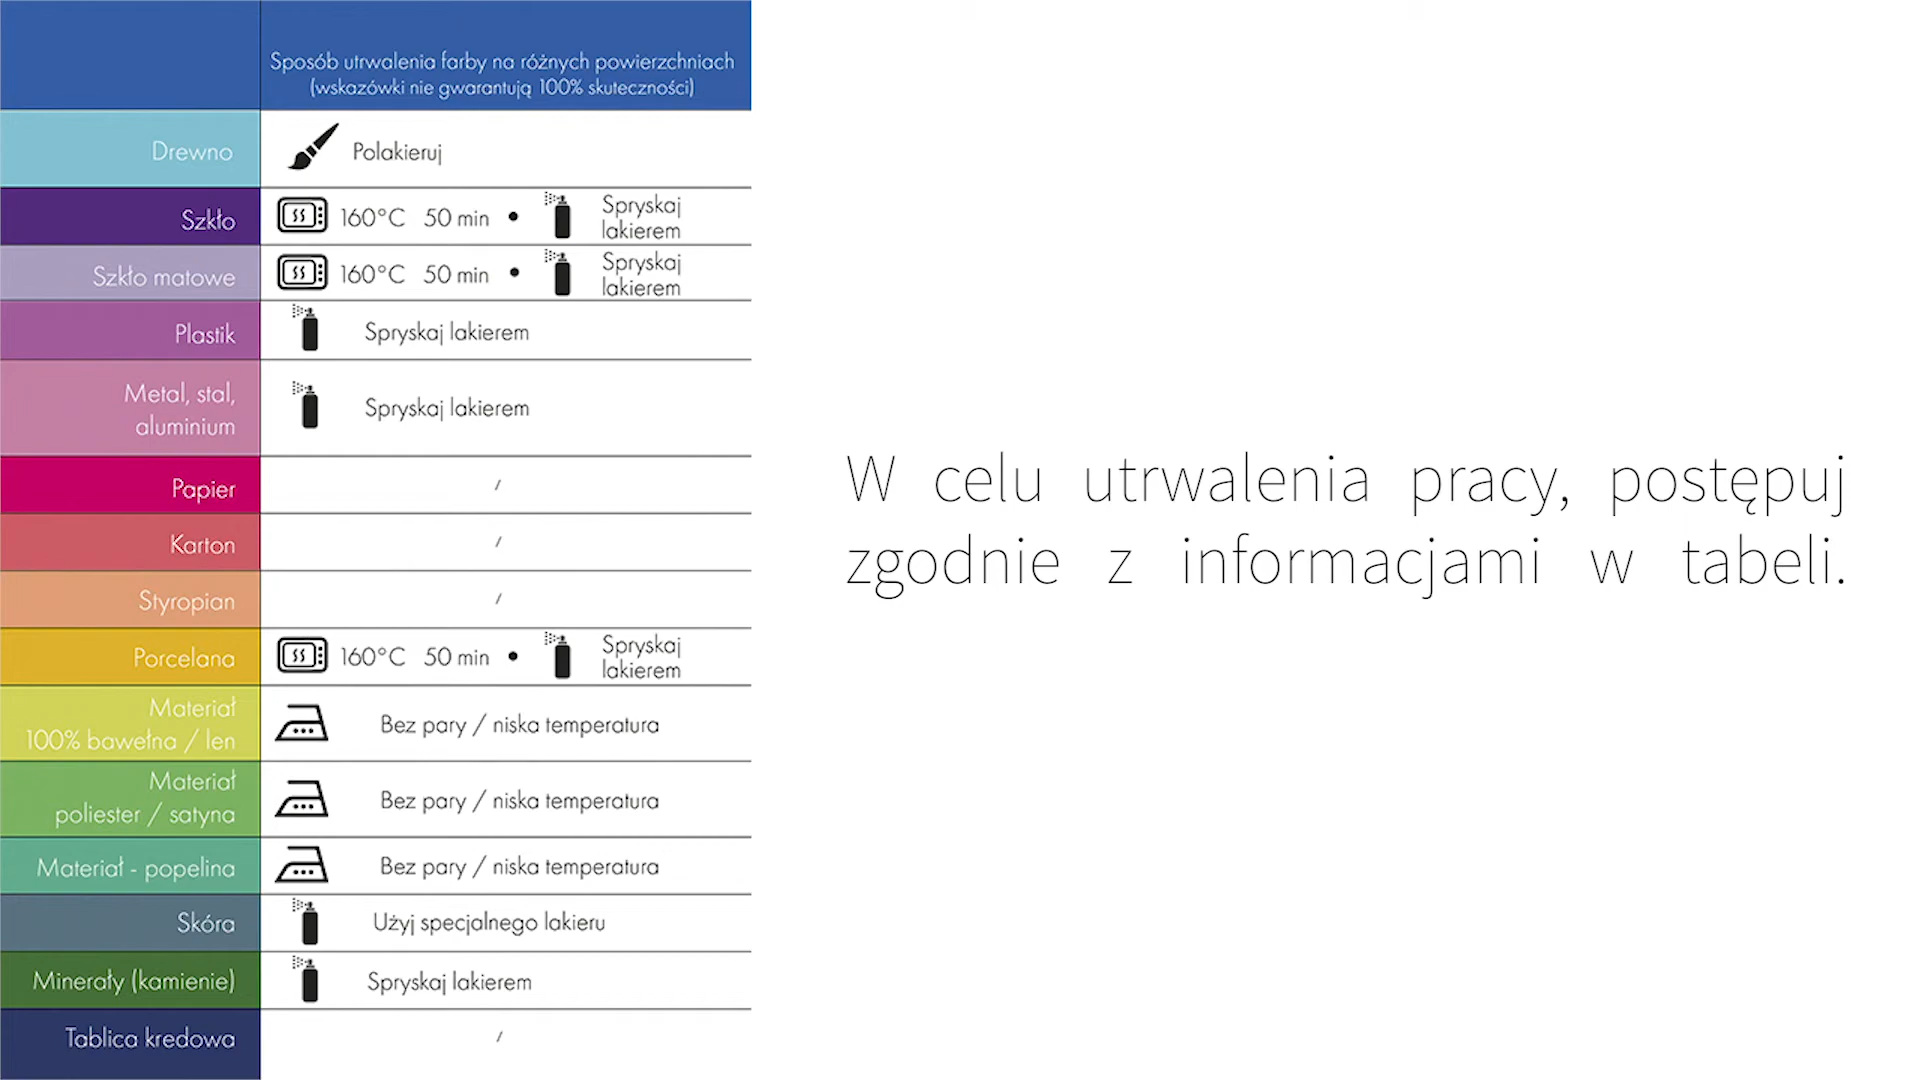 Sposób utrwalenia farby na różnych powierzchniach
(wskazówki nie gwarantują 100% skuteczności)
Drewno
Polakieruj
Szkło
160°C 50 min • Spryskaj
lakierem
Szkło matowe
160°C 50 min • Spryskaj
lakierem
Plastik
Spryskaj lakierem
Metal, stal,
aluminium
Spryskaj lakierem
Papier
/
Karton
/
Styropian
/
Porcelana
160°C 50 min • Spryskaj
lakierem
Materiał
100% bawełna / len
Bez pary / niska temperatura
Materiał
poliester / satyna
Bez pary / niska temperatura
Materiał - popelina
Bez pary / niska temperatura
Skóra
Użyj specjalnego lakieru
Minerały (kamienie)
Spryskaj lakierem
Tablica kredowa
/
W celu utrwalenia pracy, postępuj
zgodnie z informacjami w tabeli.